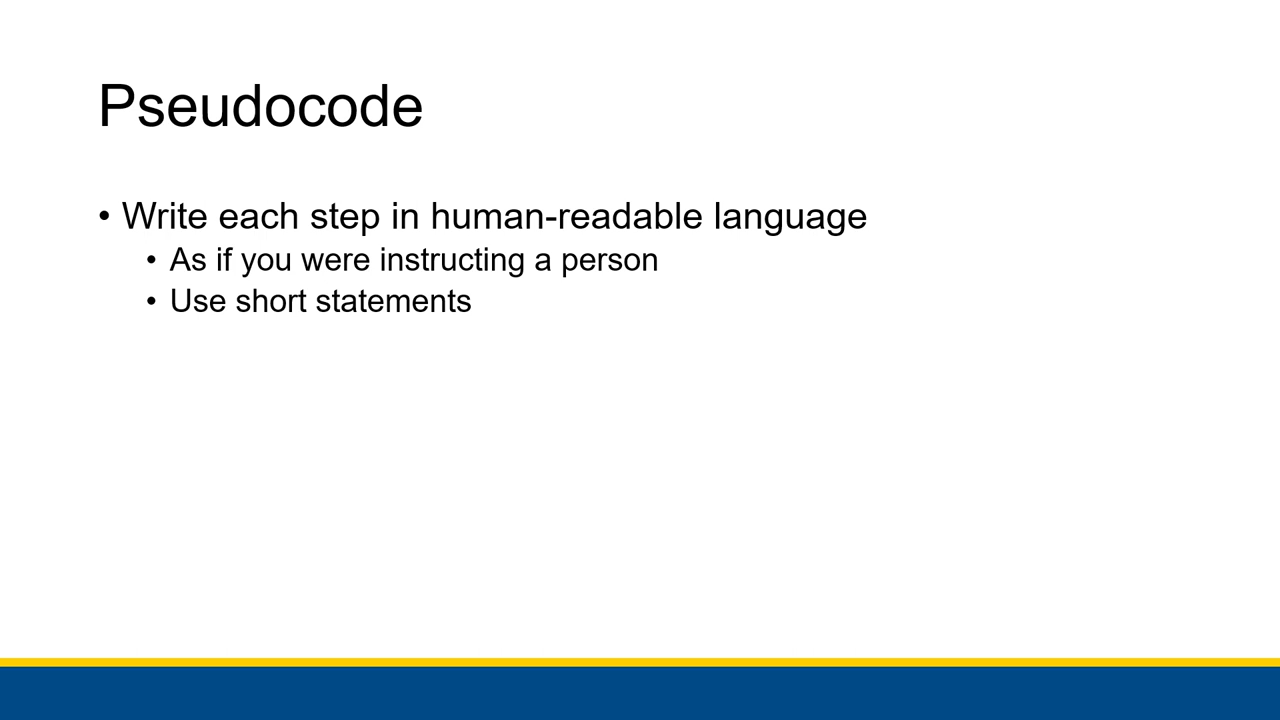 Pseudocode
• Write each step in human-readable language
• As if you were instructing a person
• Use short statements